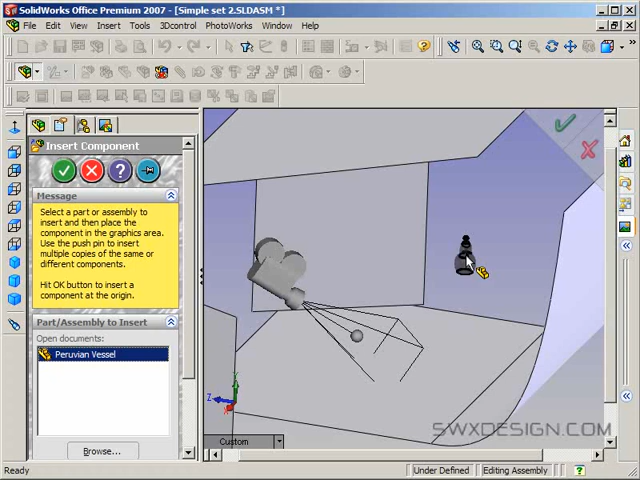 SolidWorks Office Premium 2007 - [Simple set 2.SLDASM *]
File Edit View Insert Tools 3Dcontrol PhotoWorks Window
Insert Component
Message
Select a part or assembly to
insert and then place the
component in the graphics area.
Use the push pin to insert
multiple copies of the same or
different components.
Hit OK button to insert a
component at the origin.
Part/Assembly to Insert
Open documents:
Peruvian Vessel
Browse...
Z
Custom
SWXDESIGN.COM
Ready
Under Defined
Editing Assembly